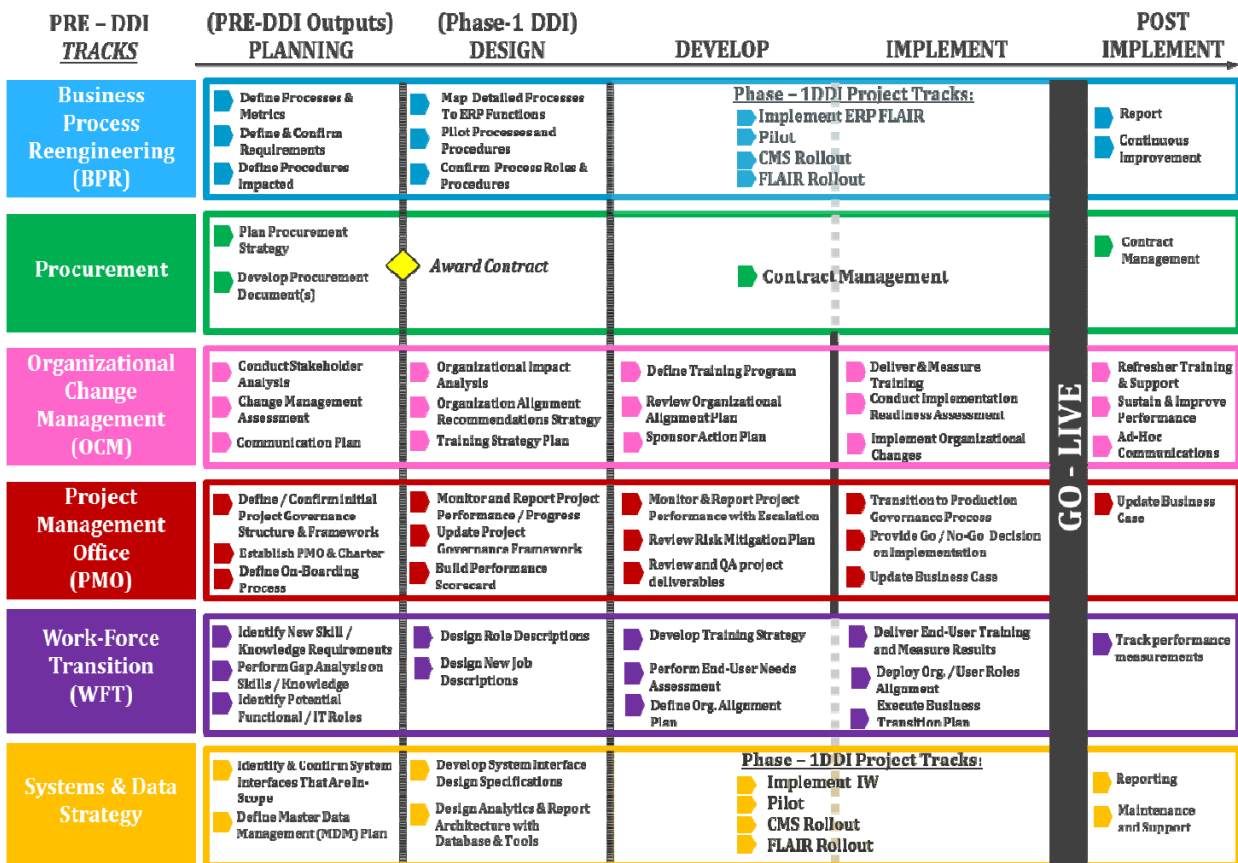 PRE – DDI
TRACKS
(PRE-DDI Outputs)
PLANNING
(Phase-1 DDI)
DESIGN
DEVELOP
IMPLEMENT
POST
IMPLEMENT
Business
Process
Reengineering
(BPR)
Define Processes &
Metrics
Define & Confirm
Requirements
Define Procedures
Impacted
Map Detailed Processes
To ERP Functions
Pilot Processes and
Procedures
Confirm Process Roles &
Procedures
Phase – 1DDI Project Tracks:
Implement ERP FLAIR
Pilot
CMS Rollout
FLAIR Rollout
Report
Continuous
Improvement
Procurement
Plan Procurement
Strategy
Develop Procurement
Document(s)
Award Contract
Contract Management
Contract
Management
Organizational
Change
Management
(OCM)
Conduct Stakeholder
Analysis
Change Management
Assessment
Communication Plan
Organizational Impact
Analysis
Organization Alignment
Recommendations Strategy
Training Strategy Plan
Define Training Program
Review Organizational
Alignment Plan
Sponsor Action Plan
Deliver & Measure
Training
Conduct Implementation
Readiness Assessment
Implement Organizational
Changes
GO - LIVE
Refresher Training
& Support
Sustain & Improve
Performance
Ad-Hoc
Communications
Project
Management
Office
(PMO)
Define / Confirm initial
Project Governance
Structure & Framework
Establish PMO & Charter
Define On-Boarding
Process
Monitor and Report Project
Performance / Progress
Update Project
Governance Framework
Build Performance
Scorecard
Monitor & Report Project
Performance with Escalation
Review Risk Mitigation Plan
Review and QA project
deliverables
Transition to Production
Governance Process
Provide Go / No-Go Decision
on Implementation
Update Business Case
Update Business
Case
Work-Force
Transition
(WFT)
Identify New Skill /
Knowledge Requirements
Perform Gap Analysis on
Skills / Knowledge
Identify Potential
Functional / IT Roles
Design Role Descriptions
Design New Job
Descriptions
Develop Training Strategy
Perform End-User Needs
Assessment
Define Org. Alignment
Plan
Deliver End-User Training
and Measure Results
Deploy Org. / User Roles
Alignment
Execute Business
Transition Plan
Track performance
measurements
Systems & Data
Strategy
Identify & Confirm System
Interfaces That Are In-
Scope
Define Master Data
Management (MDM) Plan
Develop System Interface
Design Specifications
Design Analytics & Report
Architecture with
Database & Tools
Phase – 1DDI Project Tracks:
Implement IW
Pilot
CMS Rollout
FLAIR Rollout
Reporting
Maintenance
and Support